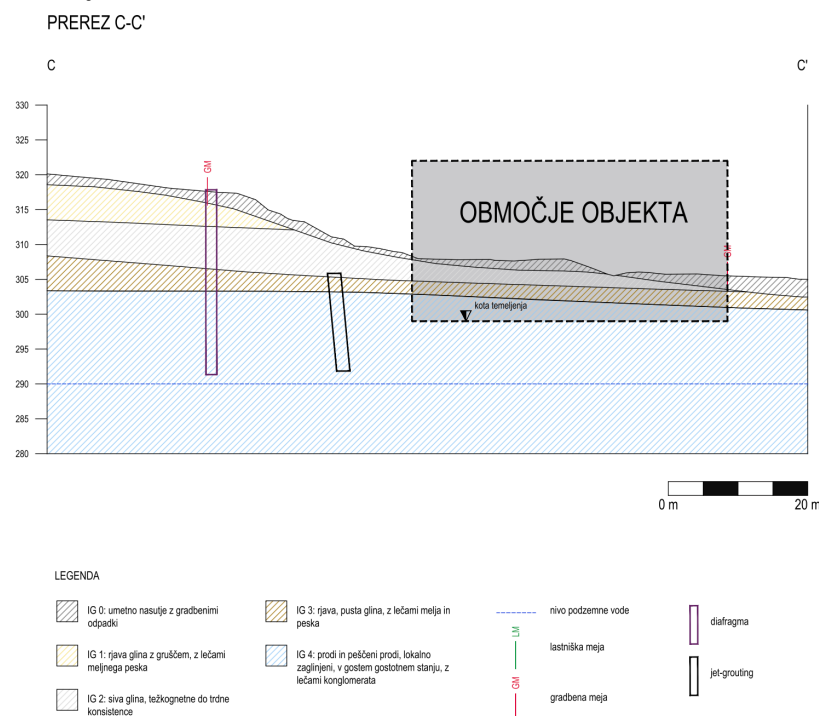 PREREZ C-C'
C
C'
330
325
320
315
310
305
300
295
290
285
280
GM
OBMOČJE OBJEKTA
GM
kota temeljenja
0 m
20 m
LEGENDA
IG 0: umetno nasutje z gradbenimi
odpadki
IG 1: rjava glina z gruščem, z lečami
meljnega peska
IG 2: siva glina, težkognetne do trdne
konsistence
IG 3: rjava, pusta glina, z lečami melja in
peska
IG 4: prodi in peščeni prodi, lokalno
zaglinjeni, v gostem gostotnem stanju, z
lečami konglomerata
nivo podzemne vode
LM
lastniška meja
GM
gradbena meja
diafragma
jet-grouting